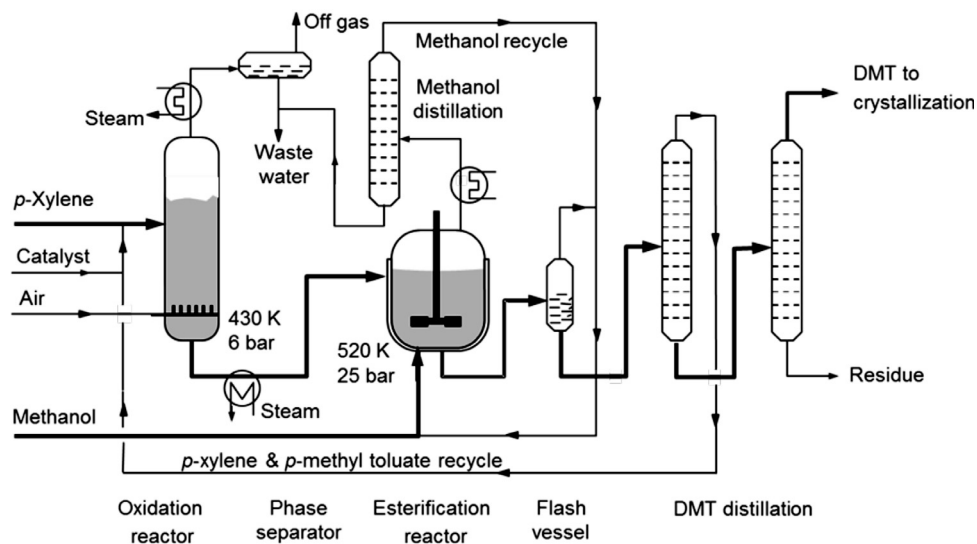 Off gas
Methanol recycle
DMT to
crystallization
Methanol
distillation
Steam
Waste
water
p-Xylene
Catalyst
Air
430 K
6 bar
520 K
25 bar
Residue
Steam
Methanol
p-xylene & p-methyl toluate recycle
Oxidation
reactor
Phase
separator
Esterification
reactor
Flash
vessel
DMT distillation